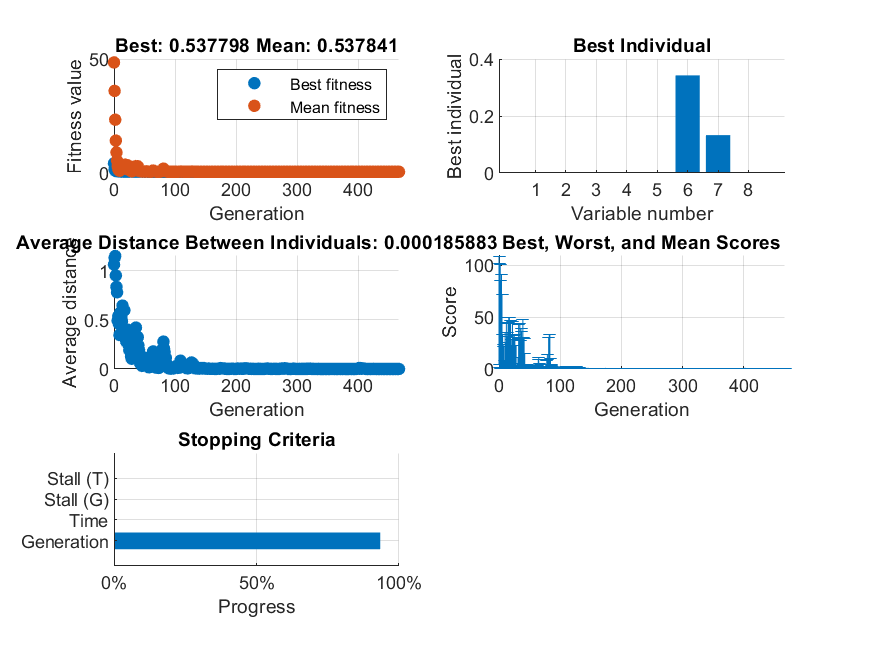 Best: 0.537798 Mean: 0.537841
Fitness value
50
0
Best fitness
Mean fitness
0 100 200 300 400
Generation
Best Individual
Best individual
0.4
0.2
0
1 2 3 4 5 6 7 8
Variable number
Average Distance Between Individuals: 0.000185883
Average distance
1
0.5
0
0 100 200 300 400
Generation
Best, Worst, and Mean Scores
Score
100
50
0
0 100 200 300 400
Generation
Stopping Criteria
Stall (T)
Stall (G)
Time
Generation
0% 50% 100%
Progress